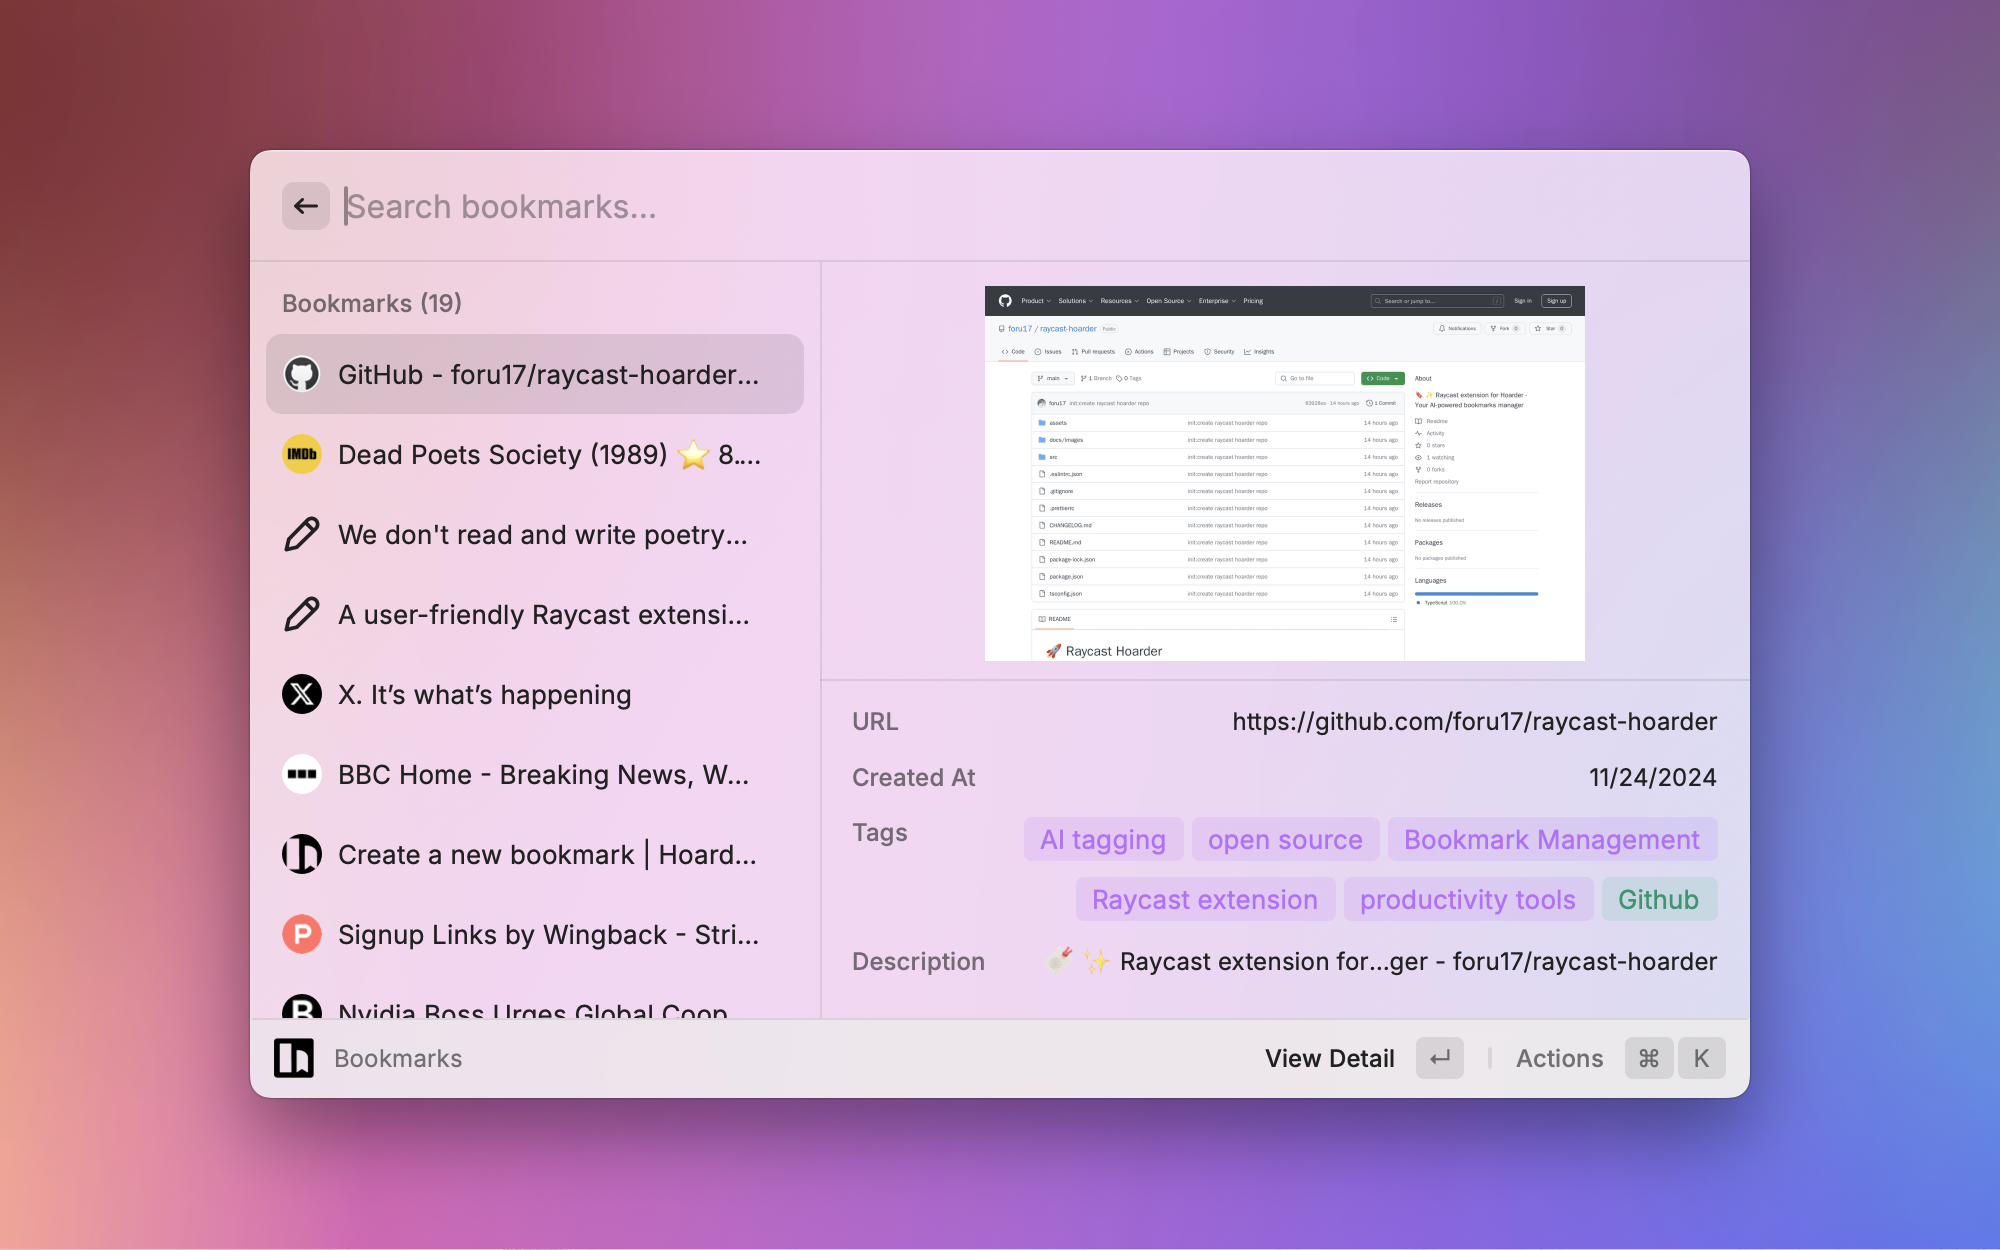 Search bookmarks...
Bookmarks (19)
GitHub - foru17/raycast-hoarder...
IMDb
Dead Poets Society (1989) ⭐ 8....
We don't read and write poetry...
A user-friendly Raycast extensi...
X. It’s what’s happening
BBC Home - Breaking News, W...
Create a new bookmark | Hoard...
P
Signup Links by Wingback - Stri...
B
Nvidia Boss Urges Global Coop...
Product Solutions Resources Open Source Enterprise Pricing Search or jump to... / Sign in Sign up
foru17 / raycast-hoarder Public Notifications Fork 0 Star 0
Code Issues Pull requests Actions Projects Security Insights
main 1 Branch 0 Tags Go to file Code
foru17 init:create raycast hoarder repo 14 hours ago 1 Commit
assets init:create raycast hoarder repo 14 hours ago
docs/images init:create raycast hoarder repo 14 hours ago
src init:create raycast hoarder repo 14 hours ago
.eslintrc.json init:create raycast hoarder repo 14 hours ago
.gitignore init:create raycast hoarder repo 14 hours ago
.prettierrc init:create raycast hoarder repo 14 hours ago
CHANGELOG.md init:create raycast hoarder repo 14 hours ago
README.md init:create raycast hoarder repo 14 hours ago
package-lock.json init:create raycast hoarder repo 14 hours ago
package.json init:create raycast hoarder repo 14 hours ago
tsconfig.json init:create raycast hoarder repo 14 hours ago
README
🚀 Raycast Hoarder
About
🔖 ✨ Raycast extension for Hoarder -
Your AI-powered bookmarks manager
Readme
Activity
0 stars
1 watching
0 forks
Report repository
Releases
No releases published
Packages
No packages published
Languages
TypeScript 100.0%
URL https://github.com/foru17/raycast-hoarder
Created At 11/24/2024
Tags AI tagging open source Bookmark Management
Raycast extension productivity tools Github
Description 🔖 ✨ Raycast extension for...ger - foru17/raycast-hoarder
Bookmarks View Detail ↵ Actions ⌘ K